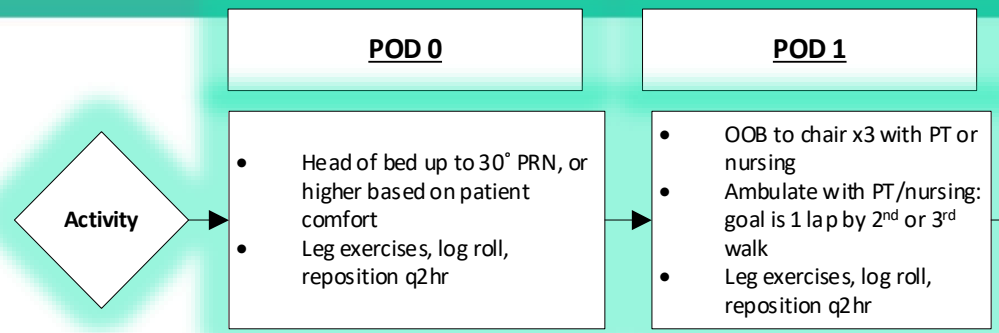 POD 0
POD 1
Activity
• Head of bed up to 30˚ PRN, or
higher based on patient
comfort
• Leg exercises, log roll,
reposition q2hr
• OOB to chair x3 with PT or
nursing
• Ambulate with PT/nursing:
goal is 1 lap by 2nd or 3rd
walk
• Leg exercises, log roll,
reposition q2hr